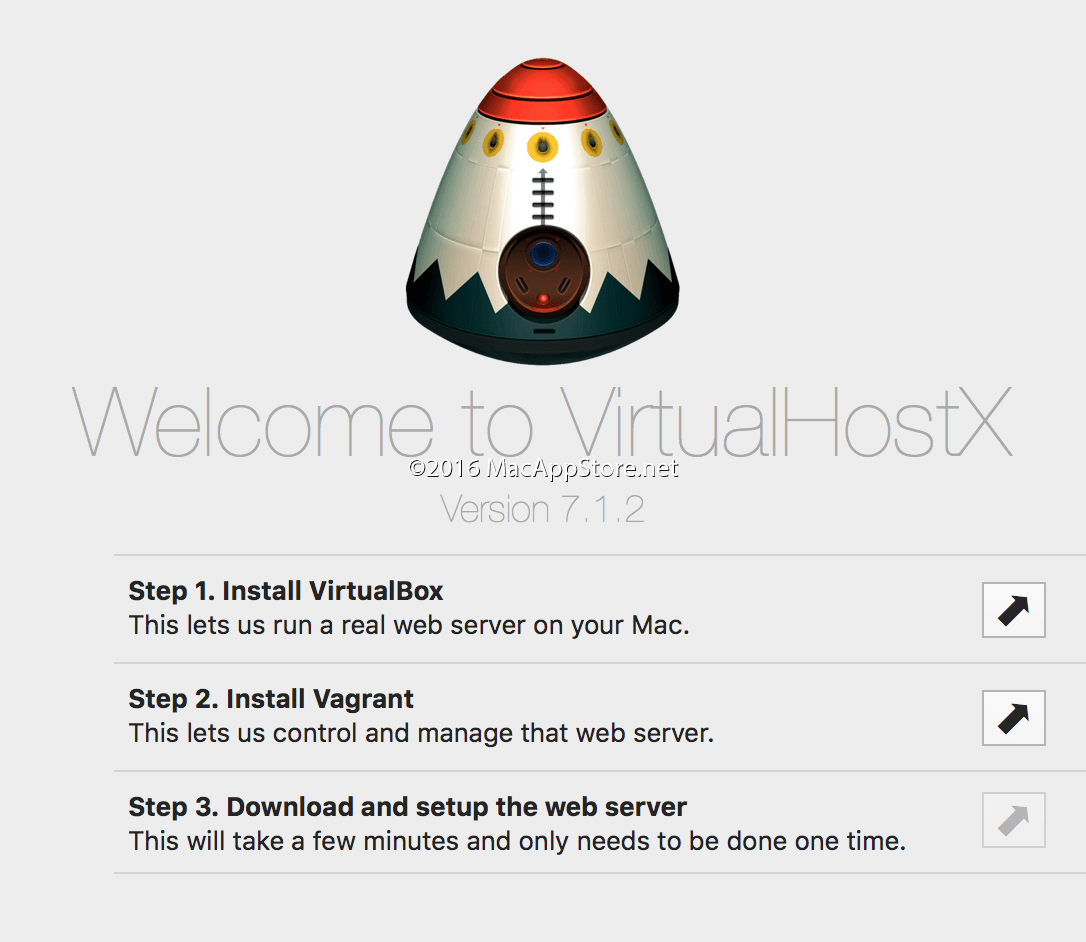 Welcome to VirtualHostX
©2016 MacAppStore.net
Version 7.1.2
Step 1. Install VirtualBox
This lets us run a real web server on your Mac.
Step 2. Install Vagrant
This lets us control and manage that web server.
Step 3. Download and setup the web server
This will take a few minutes and only needs to be done one time.